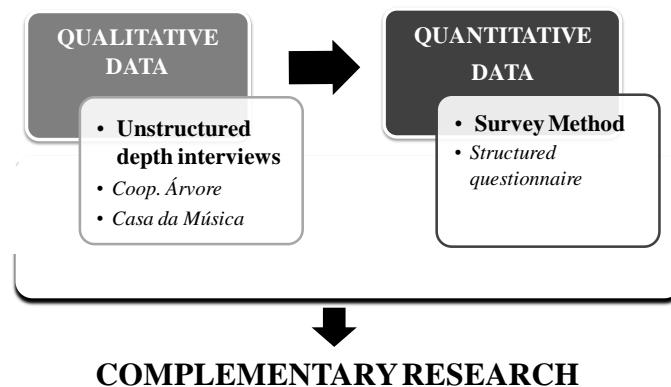 QUALITATIVE
DATA
• Unstructured
depth interviews
• Coop. Árvore
• Casa da Música
QUANTITATIVE
DATA
• Survey Method
• Structured
questionnaire
COMPLEMENTARY RESEARCH